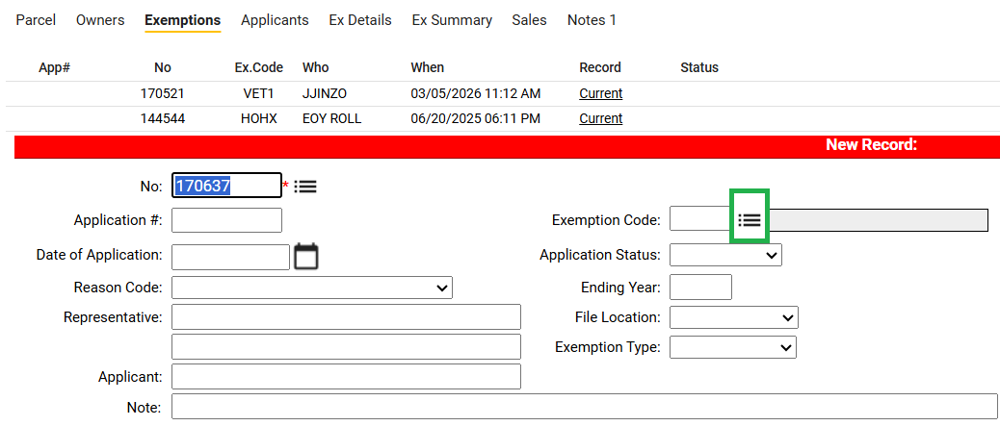 Parcel Owners Exemptions Applicants Ex Details Ex Summary Sales Notes 1
App# No Ex.Code Who When Record Status
170521 VET1 JJINZO 03/05/2026 11:12 AM Current
144544 HOHX EOY ROLL 06/20/2025 06:11 PM Current
New Record:
No: 170637 *
Application #: Exemption Code:
Date of Application: Application Status:
Reason Code: Ending Year:
Representative: File Location:
Exemption Type:
Applicant:
Note: